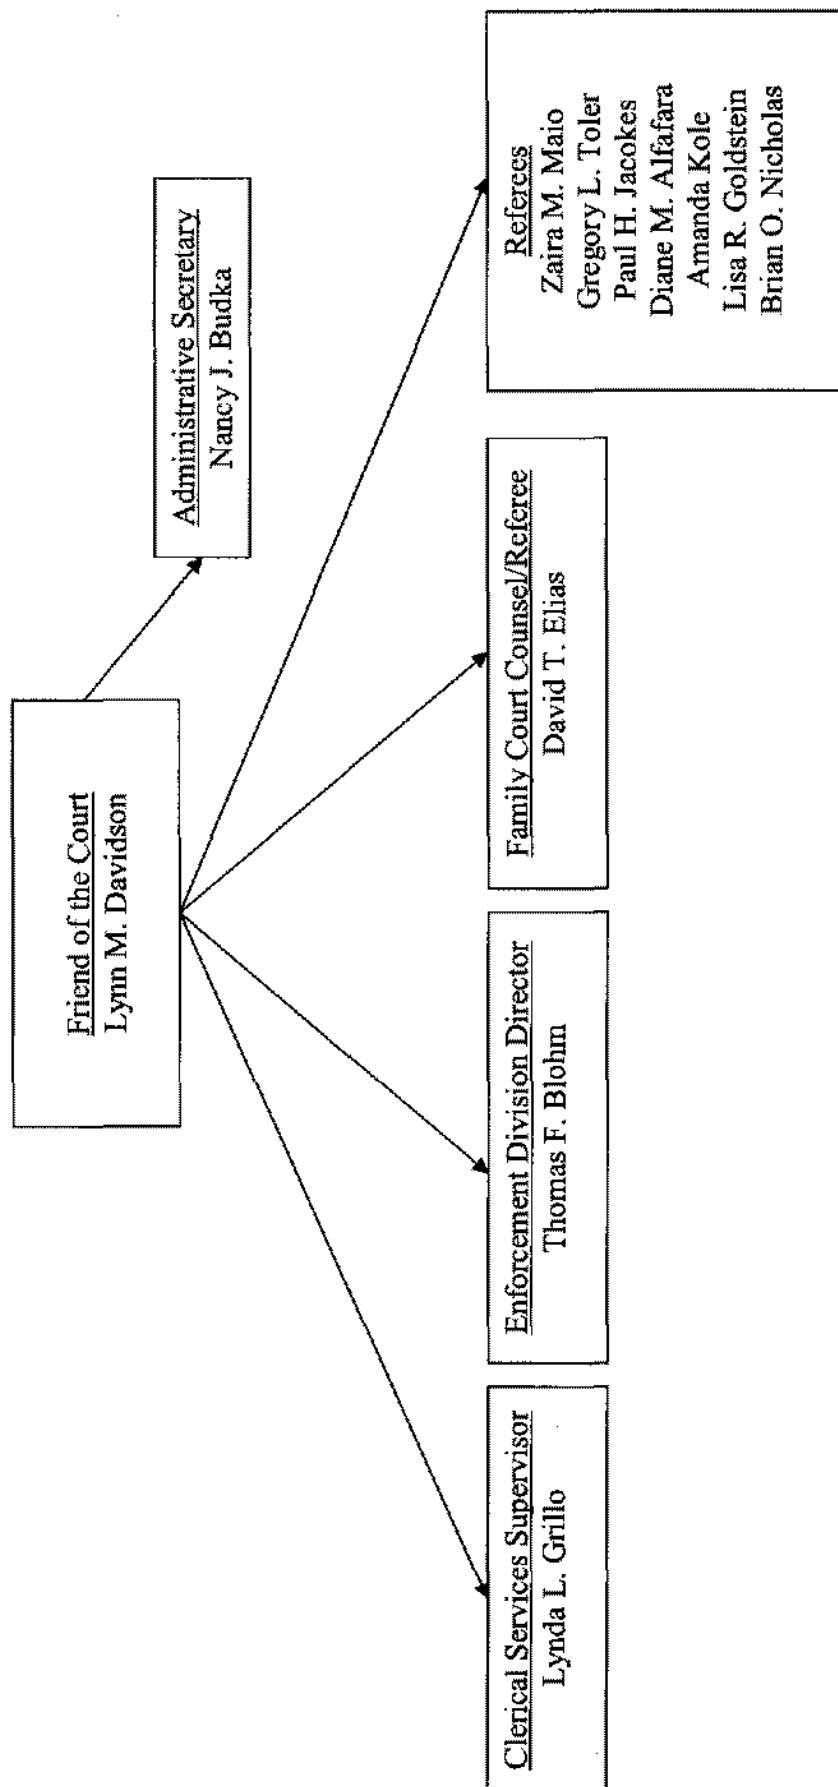 Friend of the Court
Lynn M. Davidson
Administrative Secretary
Nancy J. Budka
Clerical Services Supervisor
Lynda L. Grillo
Enforcement Division Director
Thomas F. Blohm
Family Court Counsel/Referee
David T. Elias
Referees
Zaira M. Maio
Gregory L. Toler
Paul H. Jacokes
Diane M. Alfafara
Amanda Kole
Lisa R. Goldstein
Brian O. Nicholas